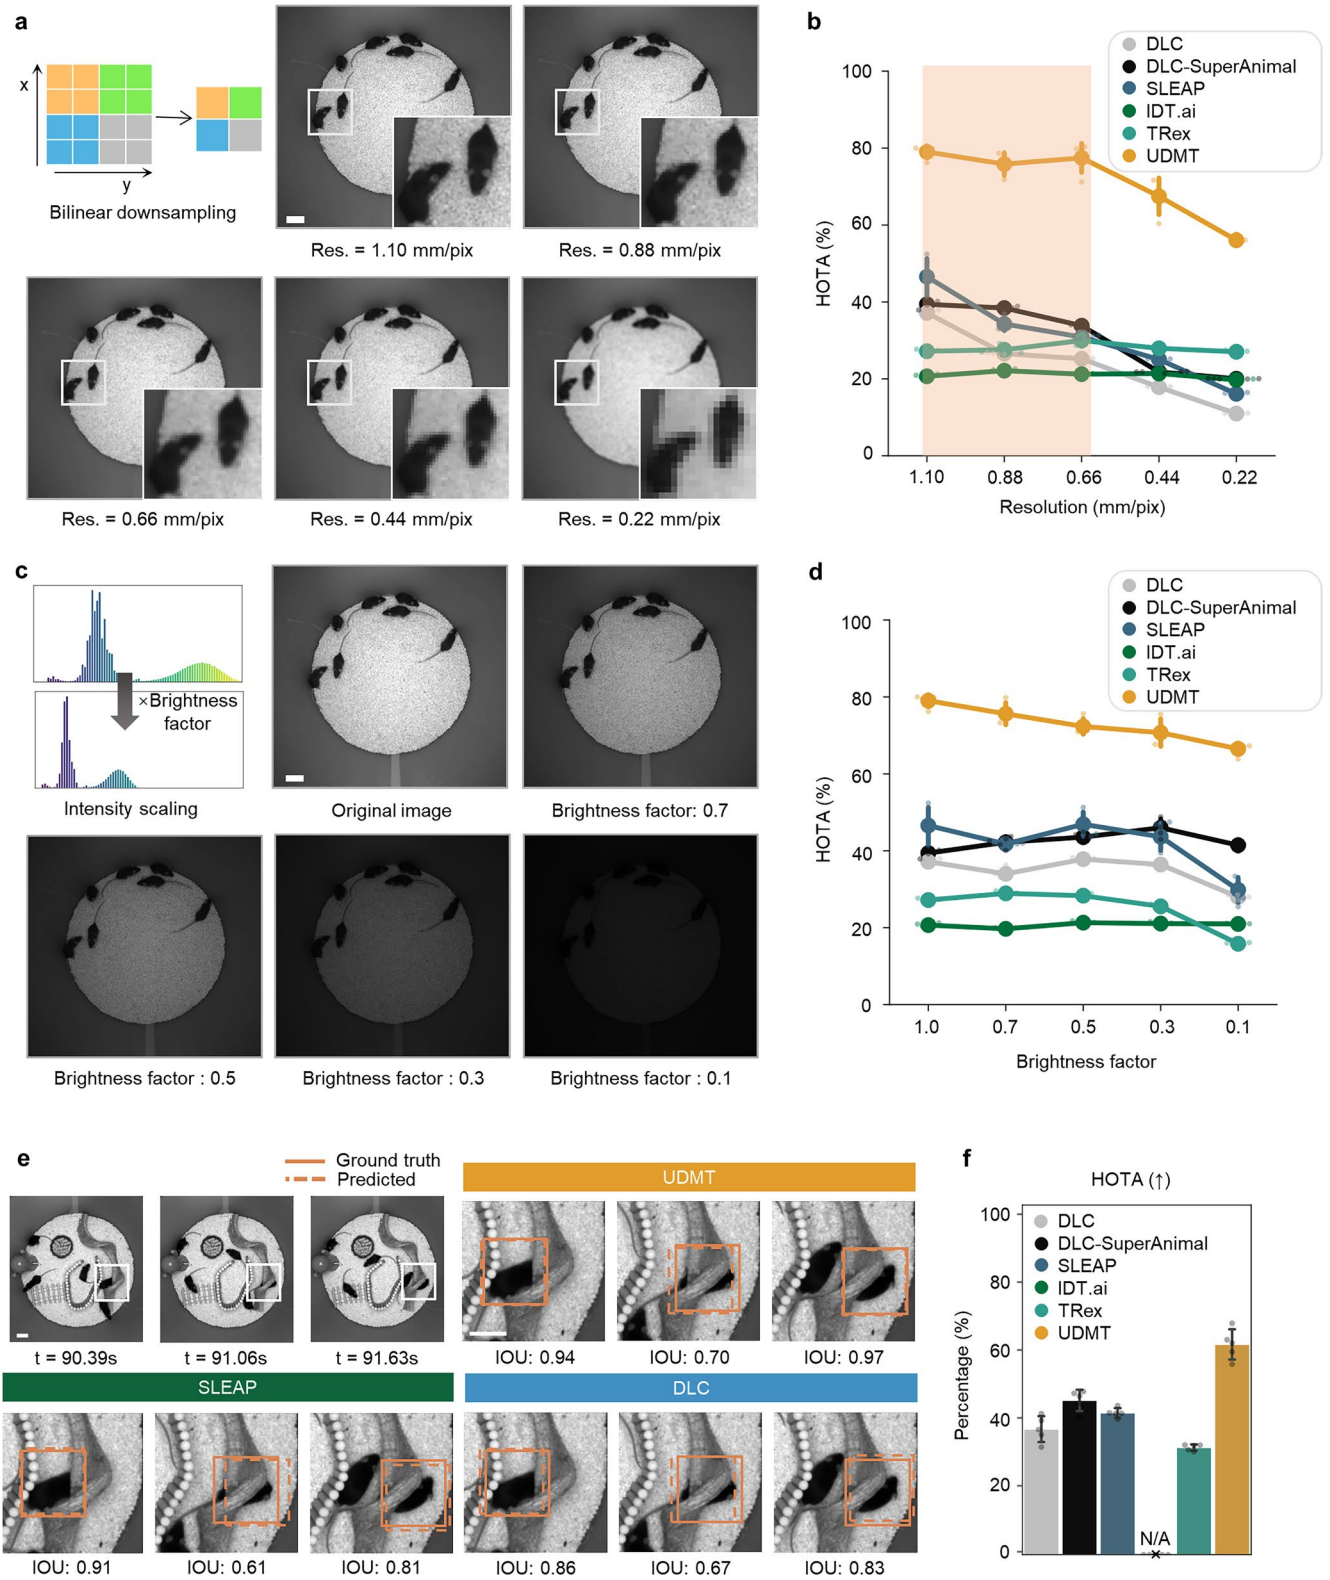 a
x
y
Bilinear downsampling
Res. = 1.10 mm/pix
Res. = 0.88 mm/pix
Res. = 0.66 mm/pix
Res. = 0.44 mm/pix
Res. = 0.22 mm/pix
b
DLC
DLC-SuperAnimal
SLEAP
IDT.ai
TRex
UDMT
100
80
60
40
20
0
HOTA (%)
1.10
0.88
0.66
0.44
0.22
Resolution (mm/pix)
c
×Brightness
factor
Intensity scaling
Original image
Brightness factor: 0.7
Brightness factor : 0.5
Brightness factor : 0.3
Brightness factor : 0.1
d
DLC
DLC-SuperAnimal
SLEAP
IDT.ai
TRex
UDMT
100
80
60
40
20
0
HOTA (%)
1.0
0.7
0.5
0.3
0.1
Brightness factor
e
Ground truth
Predicted
t = 90.39s
t = 91.06s
t = 91.63s
UDMT
IOU: 0.94
IOU: 0.70
IOU: 0.97
SLEAP
IOU: 0.91
IOU: 0.61
IOU: 0.81
DLC
IOU: 0.86
IOU: 0.67
IOU: 0.83
f
HOTA (↑)
DLC
DLC-SuperAnimal
SLEAP
IDT.ai
TRex
UDMT
100
80
60
40
20
0
Percentage (%)
N/A